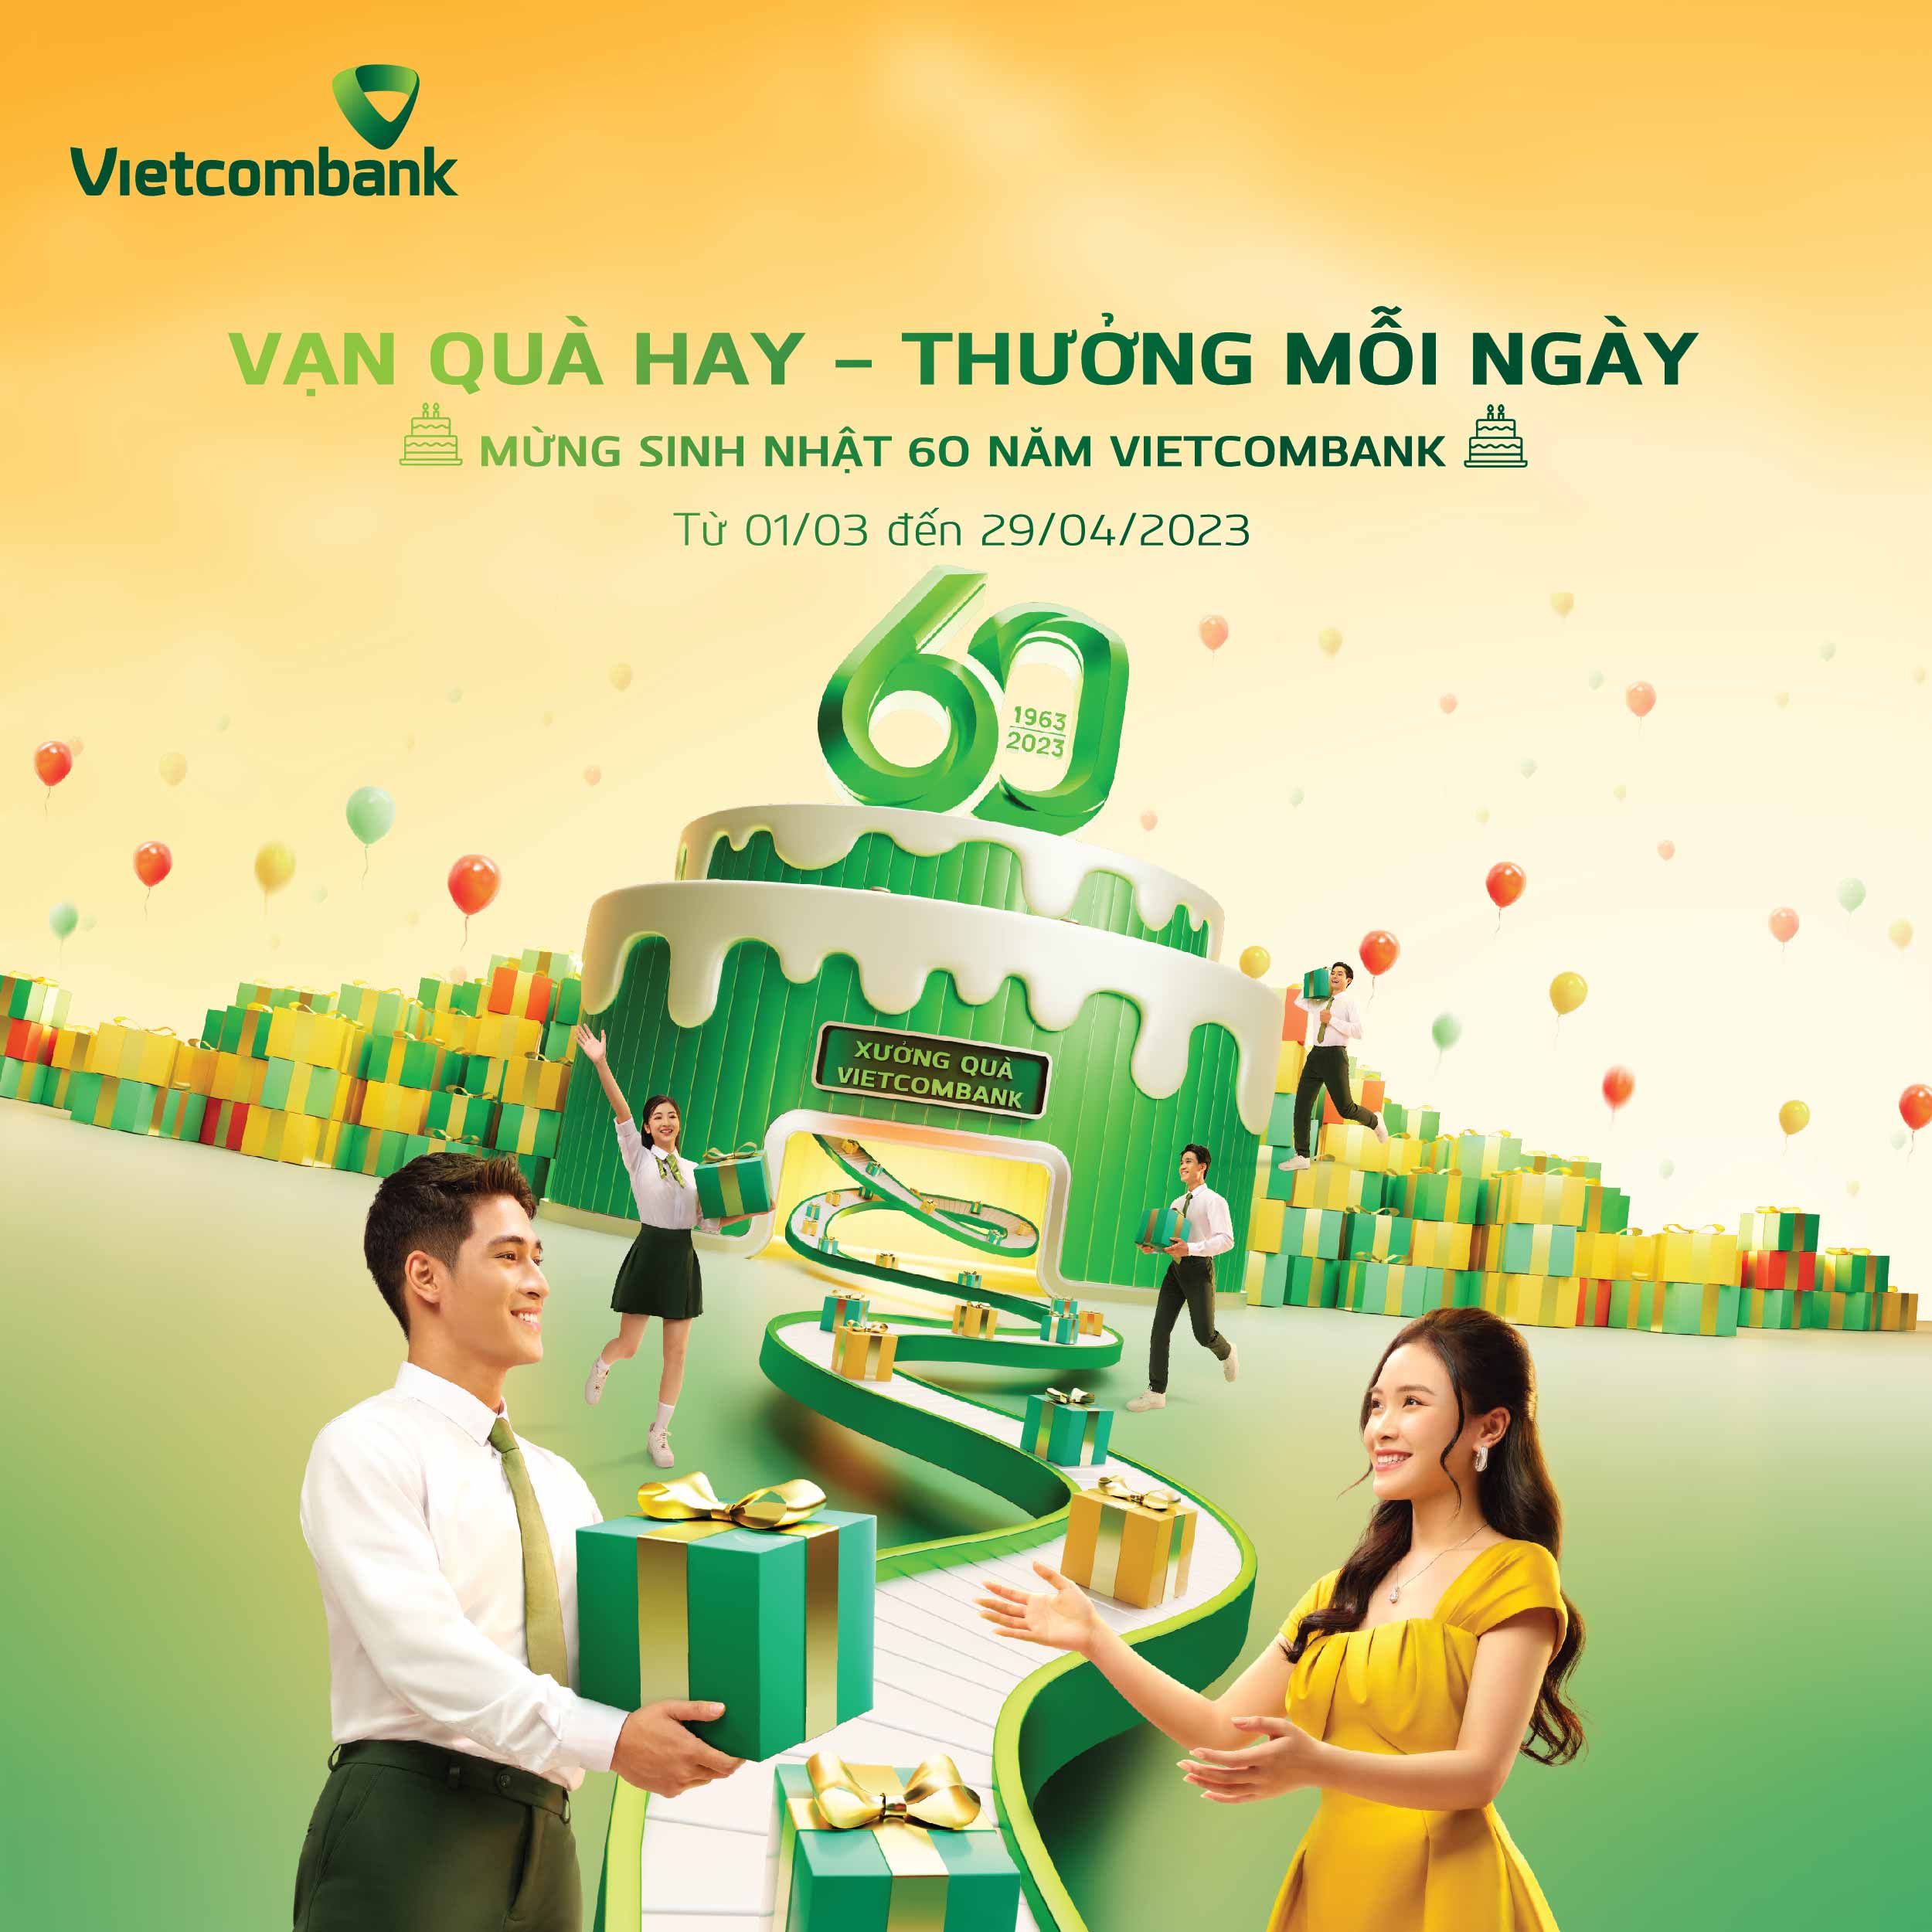 Vietcombank
VẠN QUÀ HAY – THƯỞNG MỖI NGÀY
MỪNG SINH NHẬT 60 NĂM VIETCOMBANK
Từ 01/03 đến 29/04/2023
60
1963
2023
XƯỞNG QUÀ
VIETCOMBANK